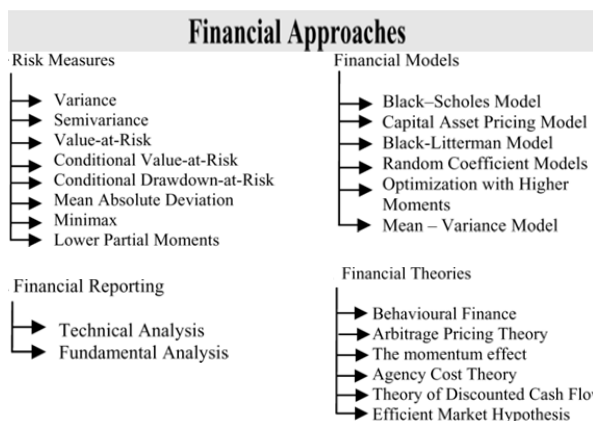 Financial Approaches
Risk Measures
Variance
Semivariance
Value-at-Risk
Conditional Value-at-Risk
Conditional Drawdown-at-Risk
Mean Absolute Deviation
Minimax
Lower Partial Moments
Financial Models
Black–Scholes Model
Capital Asset Pricing Model
Black-Litterman Model
Random Coefficient Models
Optimization with Higher
Moments
Mean – Variance Model
Financial Reporting
Technical Analysis
Fundamental Analysis
Financial Theories
Behavioural Finance
Arbitrage Pricing Theory
The momentum effect
Agency Cost Theory
Theory of Discounted Cash Flo
Efficient Market Hypothesis